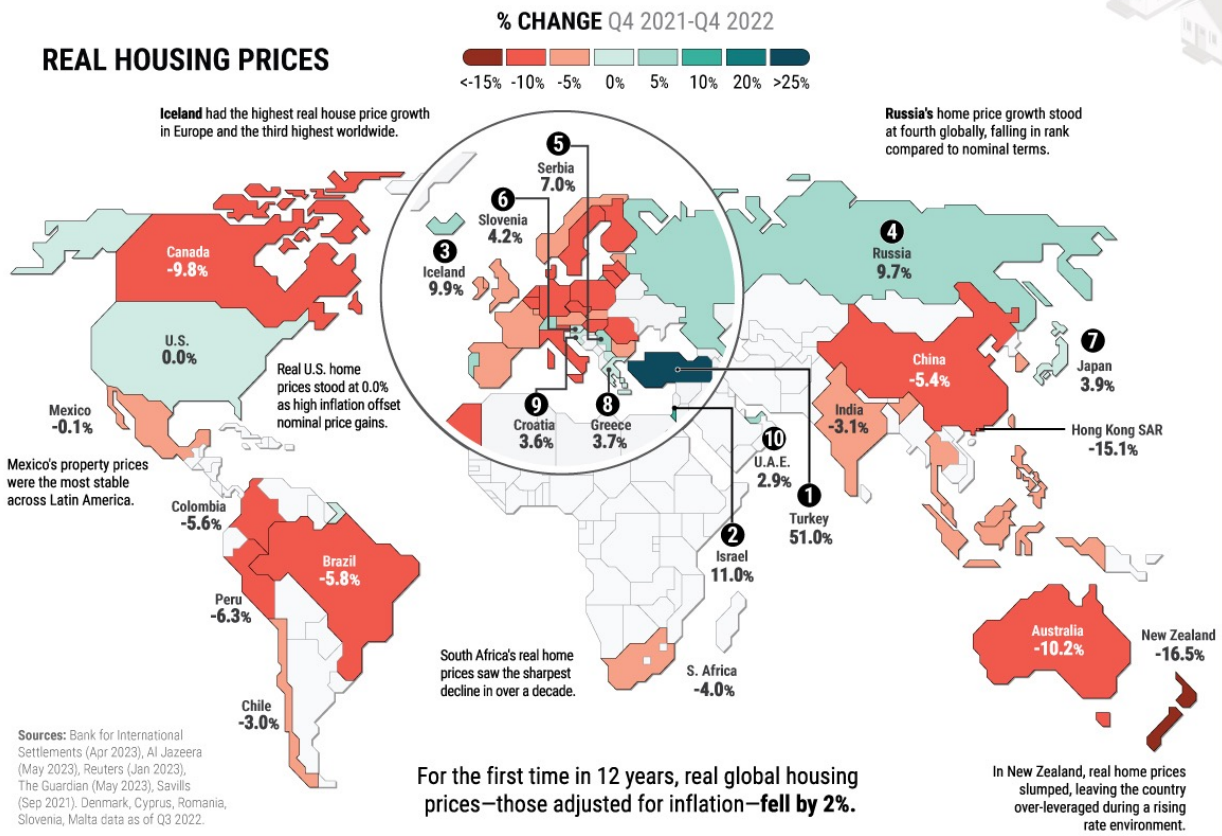 % CHANGE Q4 2021-Q4 2022
REAL HOUSING PRICES
<-15% -10% -5% 0% 5% 10% 20% >25%
Iceland had the highest real house price growth
in Europe and the third highest worldwide.
Russia's home price growth stood
at fourth globally, falling in rank
compared to nominal terms.
5
Serbia
7.0%
6
Slovenia
4.2%
3
Iceland
9.9%
4
Russia
9.7%
Canada
-9.8%
U.S.
0.0%
Real U.S. home
prices stood at 0.0%
as high inflation offset
nominal price gains.
Mexico
-0.1%
Mexico's property prices
were the most stable
across Latin America.
9
Croatia
3.6%
8
Greece
3.7%
10
U.A.E.
2.9%
1
Turkey
51.0%
2
Israel
11.0%
China
-5.4%
7
Japan
3.9%
India
-3.1%
Hong Kong SAR
-15.1%
Colombia
-5.6%
Brazil
-5.8%
Peru
-6.3%
Chile
-3.0%
South Africa's real home
prices saw the sharpest
decline in over a decade.
S. Africa
-4.0%
Australia
-10.2%
New Zealand
-16.5%
Sources: Bank for International
Settlements (Apr 2023), Al Jazeera
(May 2023), Reuters (Jan 2023),
The Guardian (May 2023), Savills
(Sep 2021). Denmark, Cyprus, Romania,
Slovenia, Malta data as of Q3 2022.
For the first time in 12 years, real global housing
prices—those adjusted for inflation—fell by 2%.
In New Zealand, real home prices
slumped, leaving the country
over-leveraged during a rising
rate environment.